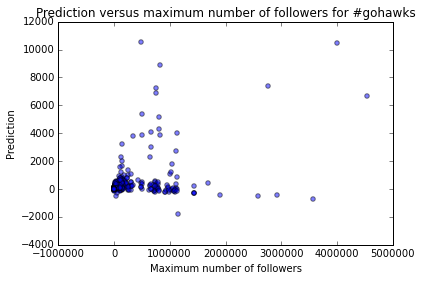 Prediction versus maximum number of followers for #gohawks
12000
10000
8000
6000
4000
2000
0
−2000
−4000
Prediction
−1000000 0 1000000 2000000 3000000 4000000 5000000
Maximum number of followers